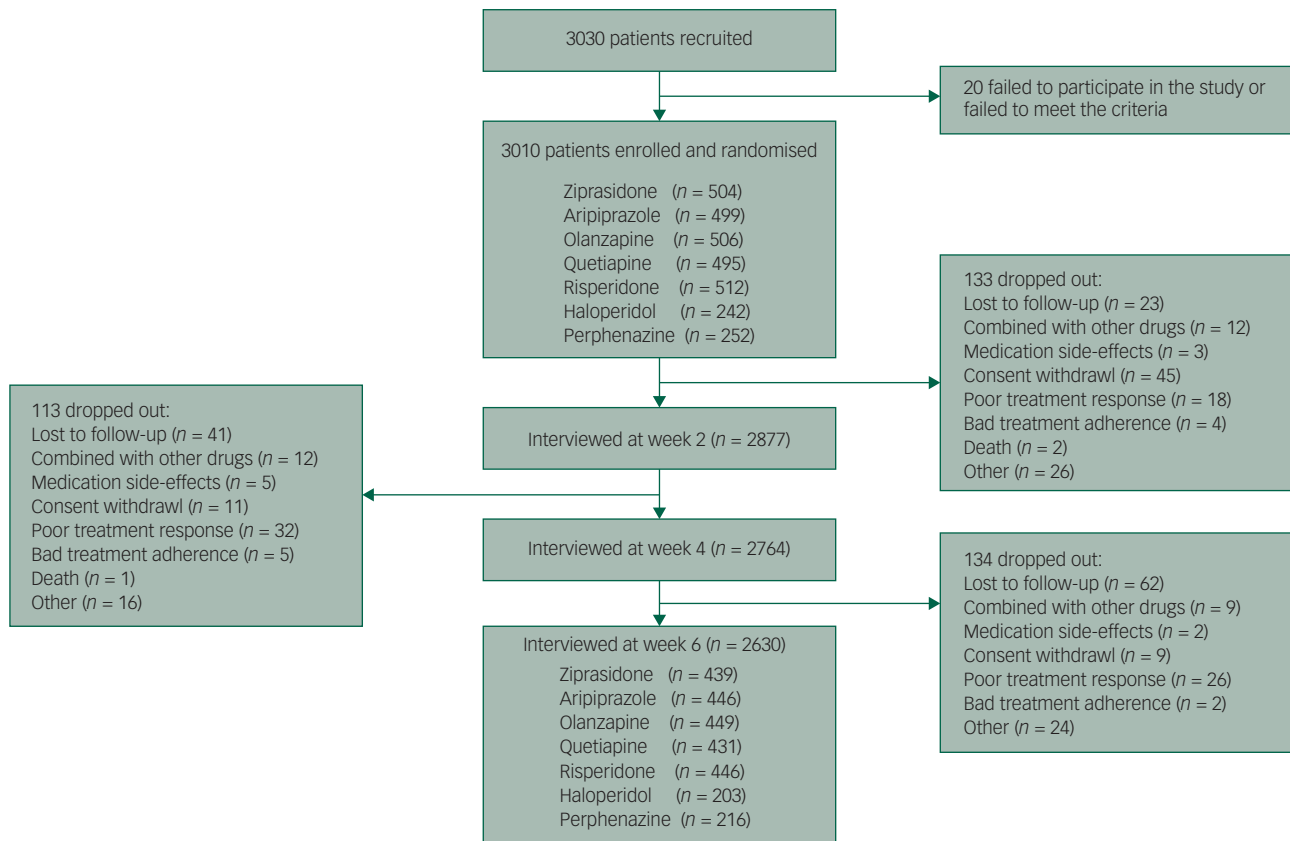 3030 patients recruited
20 failed to participate in the study or
failed to meet the criteria
3010 patients enrolled and randomised
Ziprasidone (n = 504)
Aripiprazole (n = 499)
Olanzapine (n = 506)
Quetiapine (n = 495)
Risperidone (n = 512)
Haloperidol (n = 242)
Perphenazine (n = 252)
133 dropped out:
Lost to follow-up (n = 23)
Combined with other drugs (n = 12)
Medication side-effects (n = 3)
Consent withdrawl (n = 45)
Poor treatment response (n = 18)
Bad treatment adherence (n = 4)
Death (n = 2)
Other (n = 26)
Interviewed at week 2 (n = 2877)
113 dropped out:
Lost to follow-up (n = 41)
Combined with other drugs (n = 12)
Medication side-effects (n = 5)
Consent withdrawl (n = 11)
Poor treatment response (n = 32)
Bad treatment adherence (n = 5)
Death (n = 1)
Other (n = 16)
Interviewed at week 4 (n = 2764)
134 dropped out:
Lost to follow-up (n = 62)
Combined with other drugs (n = 9)
Medication side-effects (n = 2)
Consent withdrawl (n = 9)
Poor treatment response (n = 26)
Bad treatment adherence (n = 2)
Other (n = 24)
Interviewed at week 6 (n = 2630)
Ziprasidone (n = 439)
Aripiprazole (n = 446)
Olanzapine (n = 449)
Quetiapine (n = 431)
Risperidone (n = 446)
Haloperidol (n = 203)
Perphenazine (n = 216)